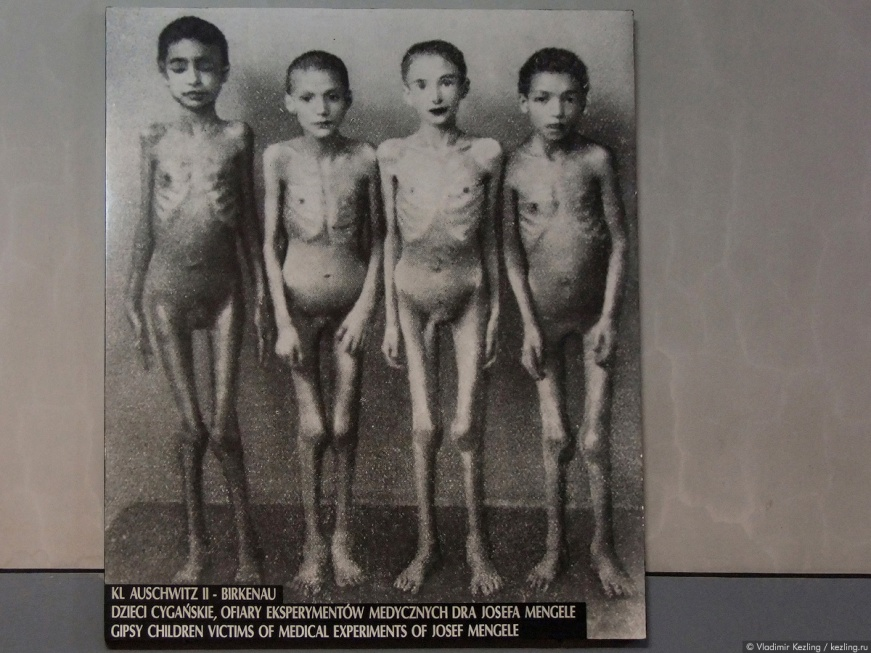 KL AUSCHWITZ II - BIRKENAU
DZIECI CYGAŃSKIE, OFIARY EKSPERYMENTÓW MEDYCZNYCH DRA JOSEFA MENGELE
GIPSY CHILDREN VICTIMS OF MEDICAL EXPERIMENTS OF JOSEF MENGELE
© Vladimir Kezling / kezling.ru